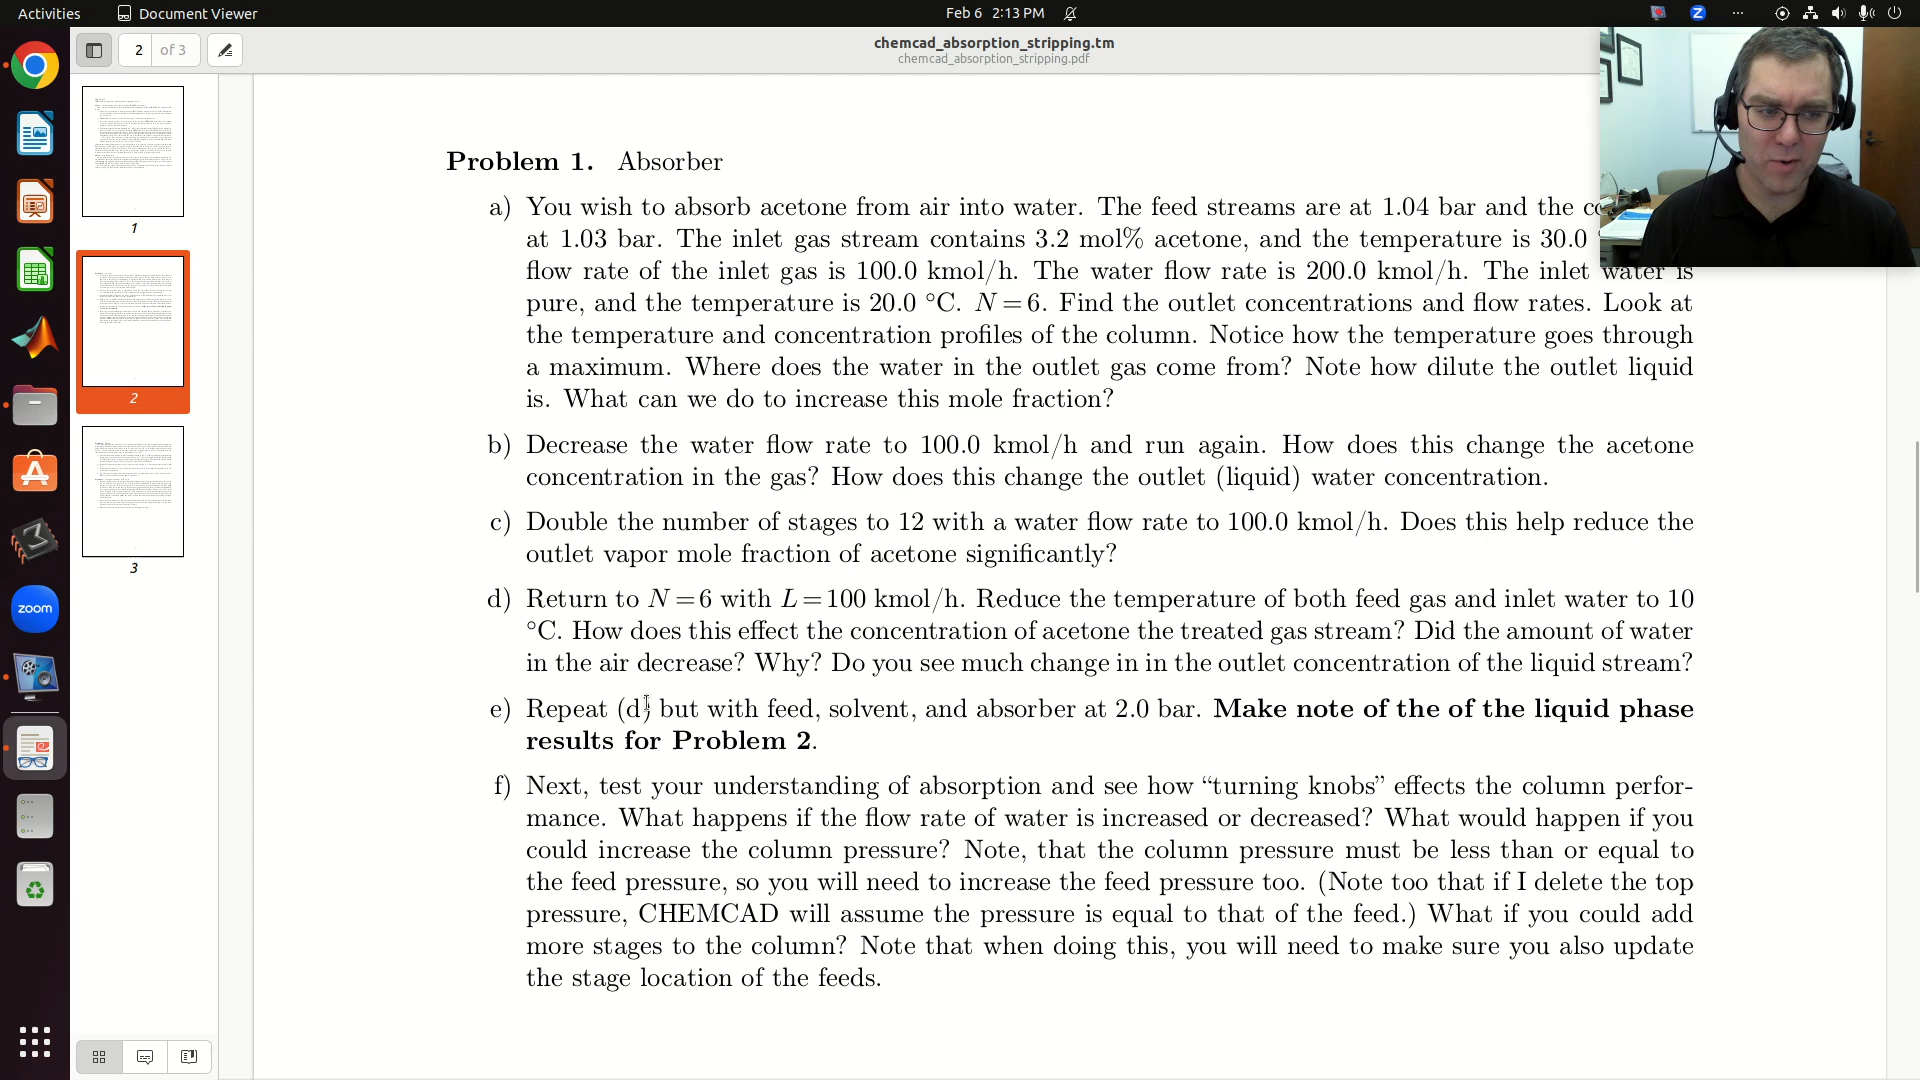 Activities
Document Viewer
Feb 6 2:13 PM
2
of 3
chemcad_absorption_stripping.tm
chemcad_absorption_stripping.pdf
1
2
3
zoom
Problem 1. Absorber
a) You wish to absorb acetone from air into water. The feed streams are at 1.04 bar and the
at 1.03 bar. The inlet gas stream contains 3.2 mol% acetone, and the temperature is 30.0
flow rate of the inlet gas is 100.0 kmol/h. The water flow rate is 200.0 kmol/h. The inlet water is
pure, and the temperature is 20.0 °C. N=6. Find the outlet concentrations and flow rates. Look at
the temperature and concentration profiles of the column. Notice how the temperature goes through
a maximum. Where does the water in the outlet gas come from? Note how dilute the outlet liquid
is. What can we do to increase this mole fraction?
b) Decrease the water flow rate to 100.0 kmol/h and run again. How does this change the acetone
concentration in the gas? How does this change the outlet (liquid) water concentration.
c) Double the number of stages to 12 with a water flow rate to 100.0 kmol/h. Does this help reduce the
outlet vapor mole fraction of acetone significantly?
d) Return to N=6 with L=100 kmol/h. Reduce the temperature of both feed gas and inlet water to 10
°C. How does this effect the concentration of acetone the treated gas stream? Did the amount of water
in the air decrease? Why? Do you see much change in in the outlet concentration of the liquid stream?
e) Repeat (d) but with feed, solvent, and absorber at 2.0 bar. Make note of the of the liquid phase
results for Problem 2.
f) Next, test your understanding of absorption and see how “turning knobs” effects the column perfor-
mance. What happens if the flow rate of water is increased or decreased? What would happen if you
could increase the column pressure? Note, that the column pressure must be less than or equal to
the feed pressure, so you will need to increase the feed pressure too. (Note too that if I delete the top
pressure, CHEMCAD will assume the pressure is equal to that of the feed.) What if you could add
more stages to the column? Note that when doing this, you will need to make sure you also update
the stage location of the feeds.